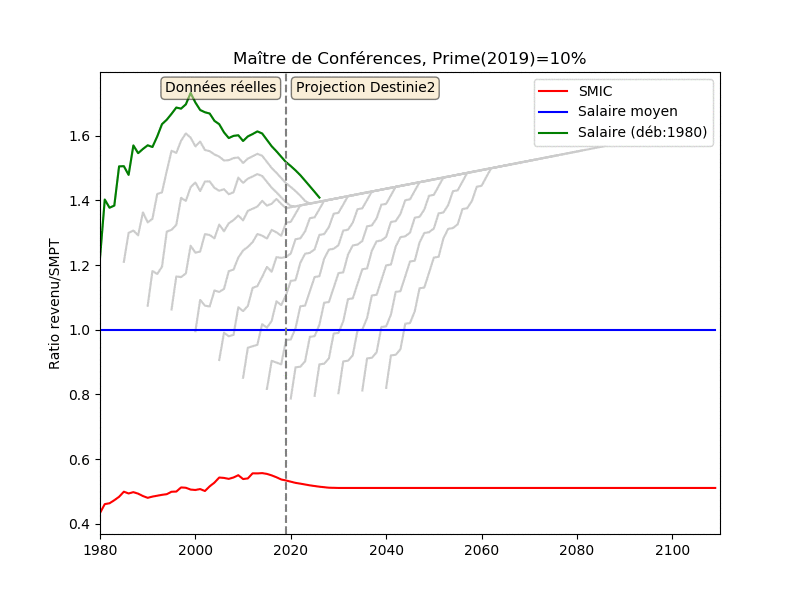 Maître de Conférences, Prime(2019)=10%
Données réelles
Projection Destinie2
SMIC
Salaire moyen
Salaire (déb:1980)
Ratio revenu/SMPT
1.6
1.4
1.2
1.0
0.8
0.6
0.4
1980
2000
2020
2040
2060
2080
2100